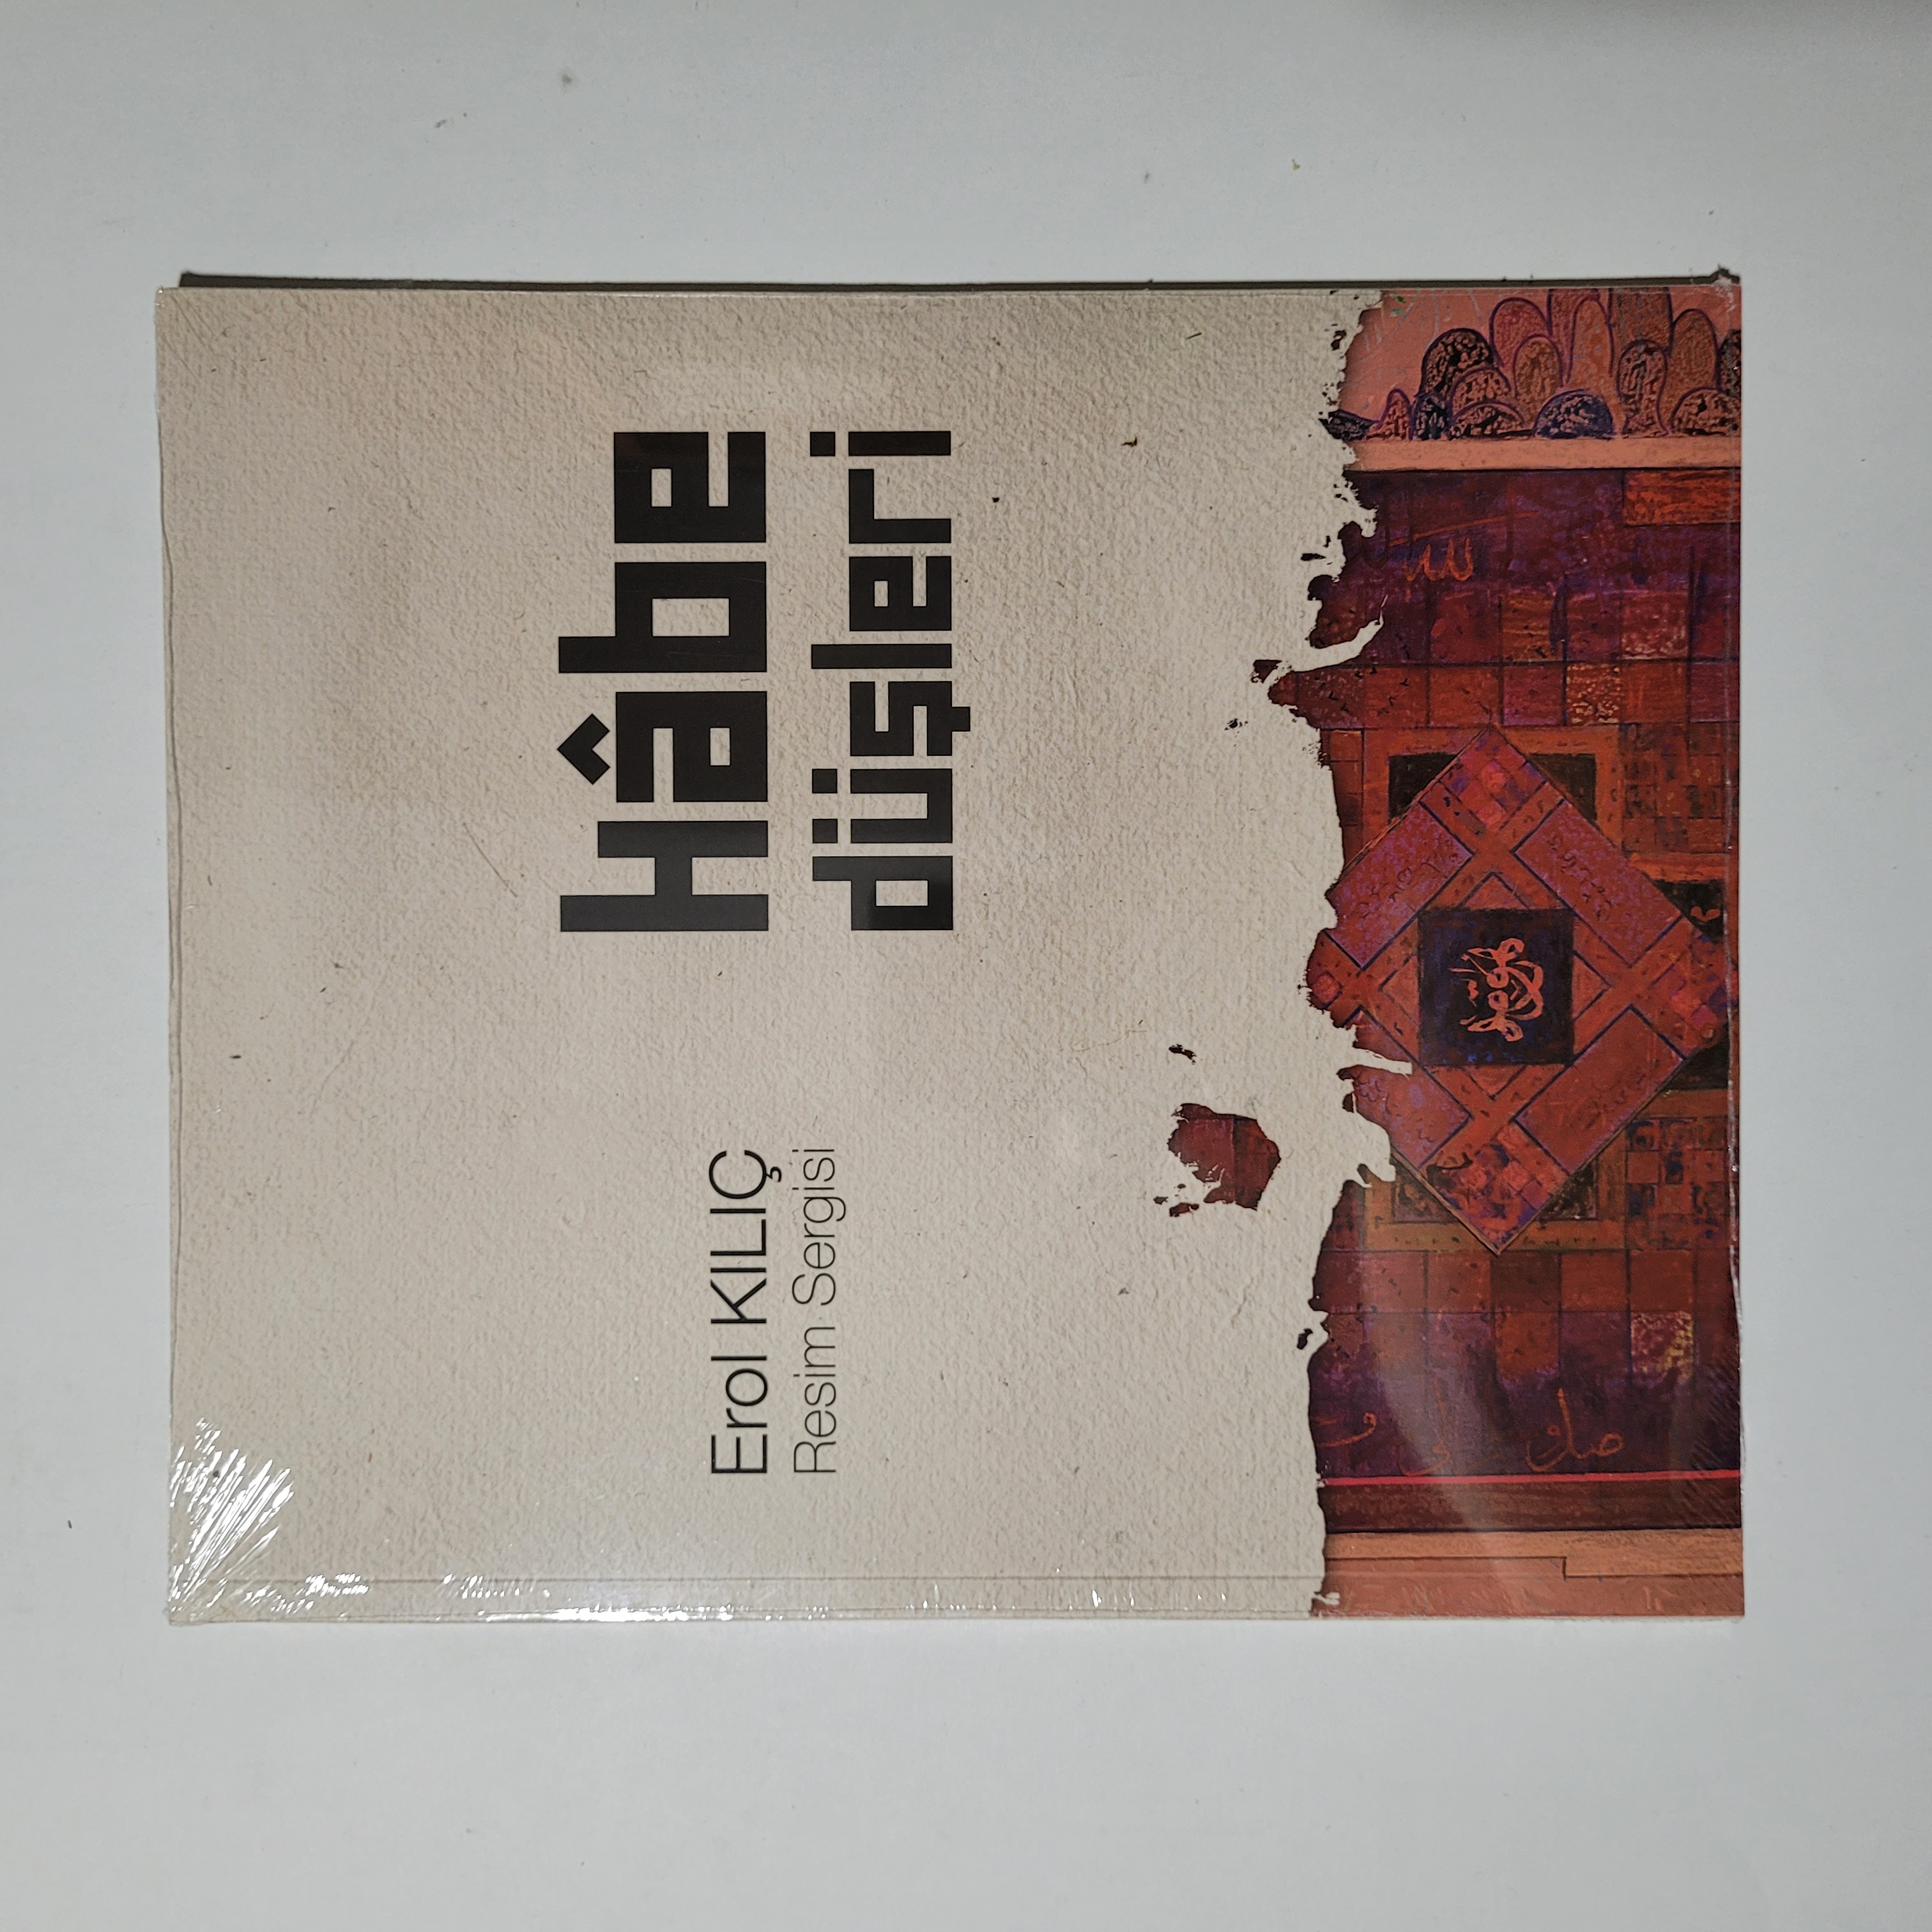 Hâbe
düşleri
Erol KILIÇ
Resim Sergisi